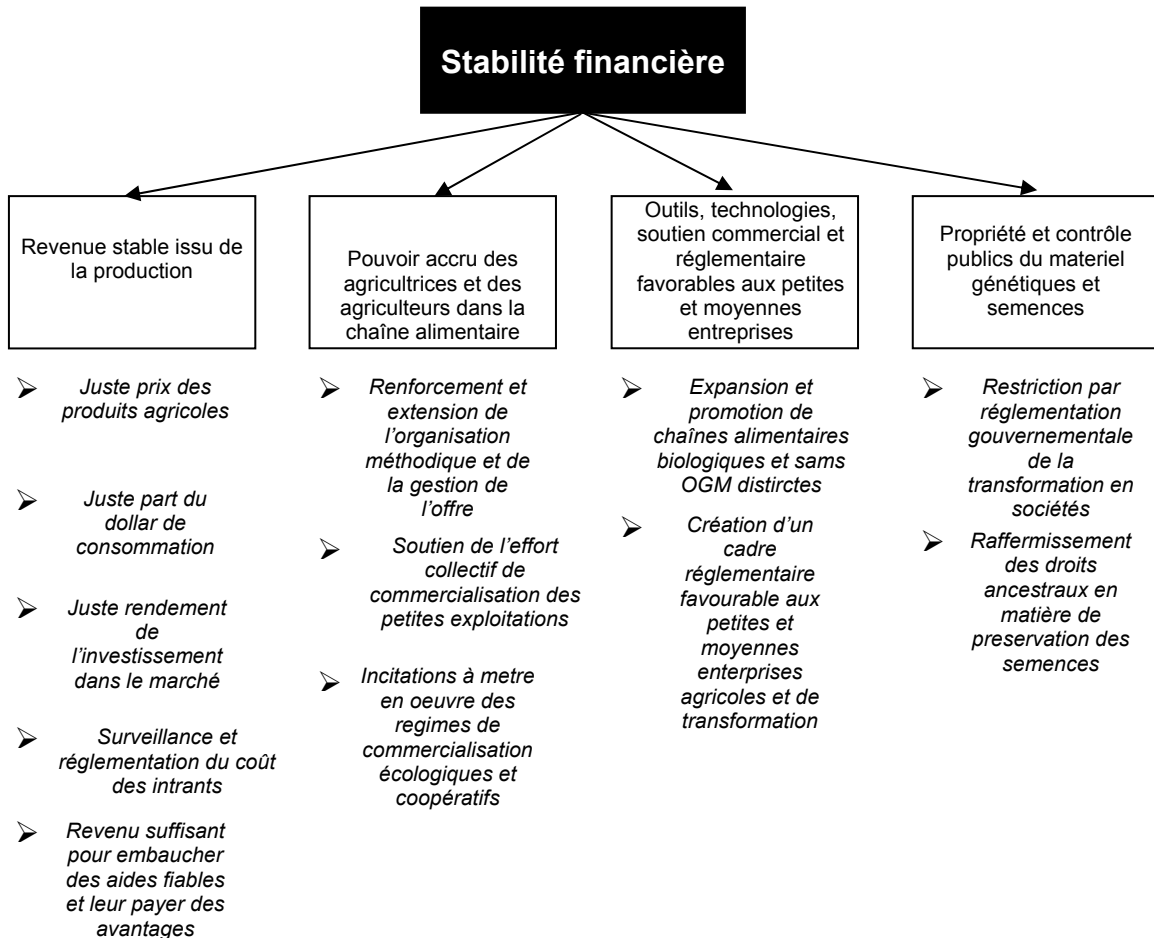 Stabilité financière
Revenue stable issu de
la production
Pouvoir accru des
agricultrices et des
agriculteurs dans la
chaîne alimentaire
Outils, technologies,
soutien commercial et
réglementaire
favorables aux petites
et moyennes
entreprises
Propriété et contrôle
publics du materiel
génétiques et
semences
➢ Juste prix des
produits agricoles
➢ Juste part du
dollar de
consommation
➢ Juste rendement
de
l’investissement
dans le marché
➢ Surveillance et
réglementation du coût
des intrants
➢ Revenu suffisant
pour embaucher
des aides fiables
et leur payer des
avantages
➢ Renforcement et
extension de
l’organisation
méthodique et de
la gestion de
l’offre
➢ Soutien de l’effort
collectif de
commercialisation des
petites exploitations
➢ Incitations à metre
en oeuvre des
regimes de
commercialisation
écologiques et
coopératifs
➢ Expansion et
promotion de
chaînes alimentaires
biologiques et sams
OGM distirctes
➢ Création d’un
cadre
réglementaire
favourable aux
petites et
moyennes
enterprises
agricoles et de
transformation
➢ Restriction par
réglementation
gouvernementale
de la
transformation en
sociétés
➢ Raffermissement
des droits
ancestraux en
matière de
preservation des
semences